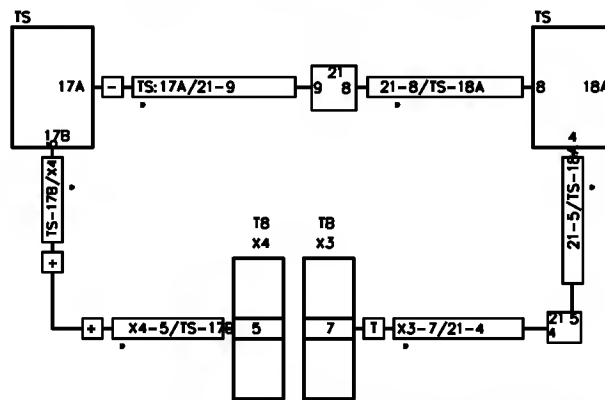 TS
TS
17A
-
TS:17A/21-9
21
9
8
21-8/TS-18A
8
18A
17B
4
TS-17B/X4
21-5/TS-18
TB
X4
TB
X3
+
+
X4-5/TS-17B
5
7
T
X3-7/21-4
21
5
4